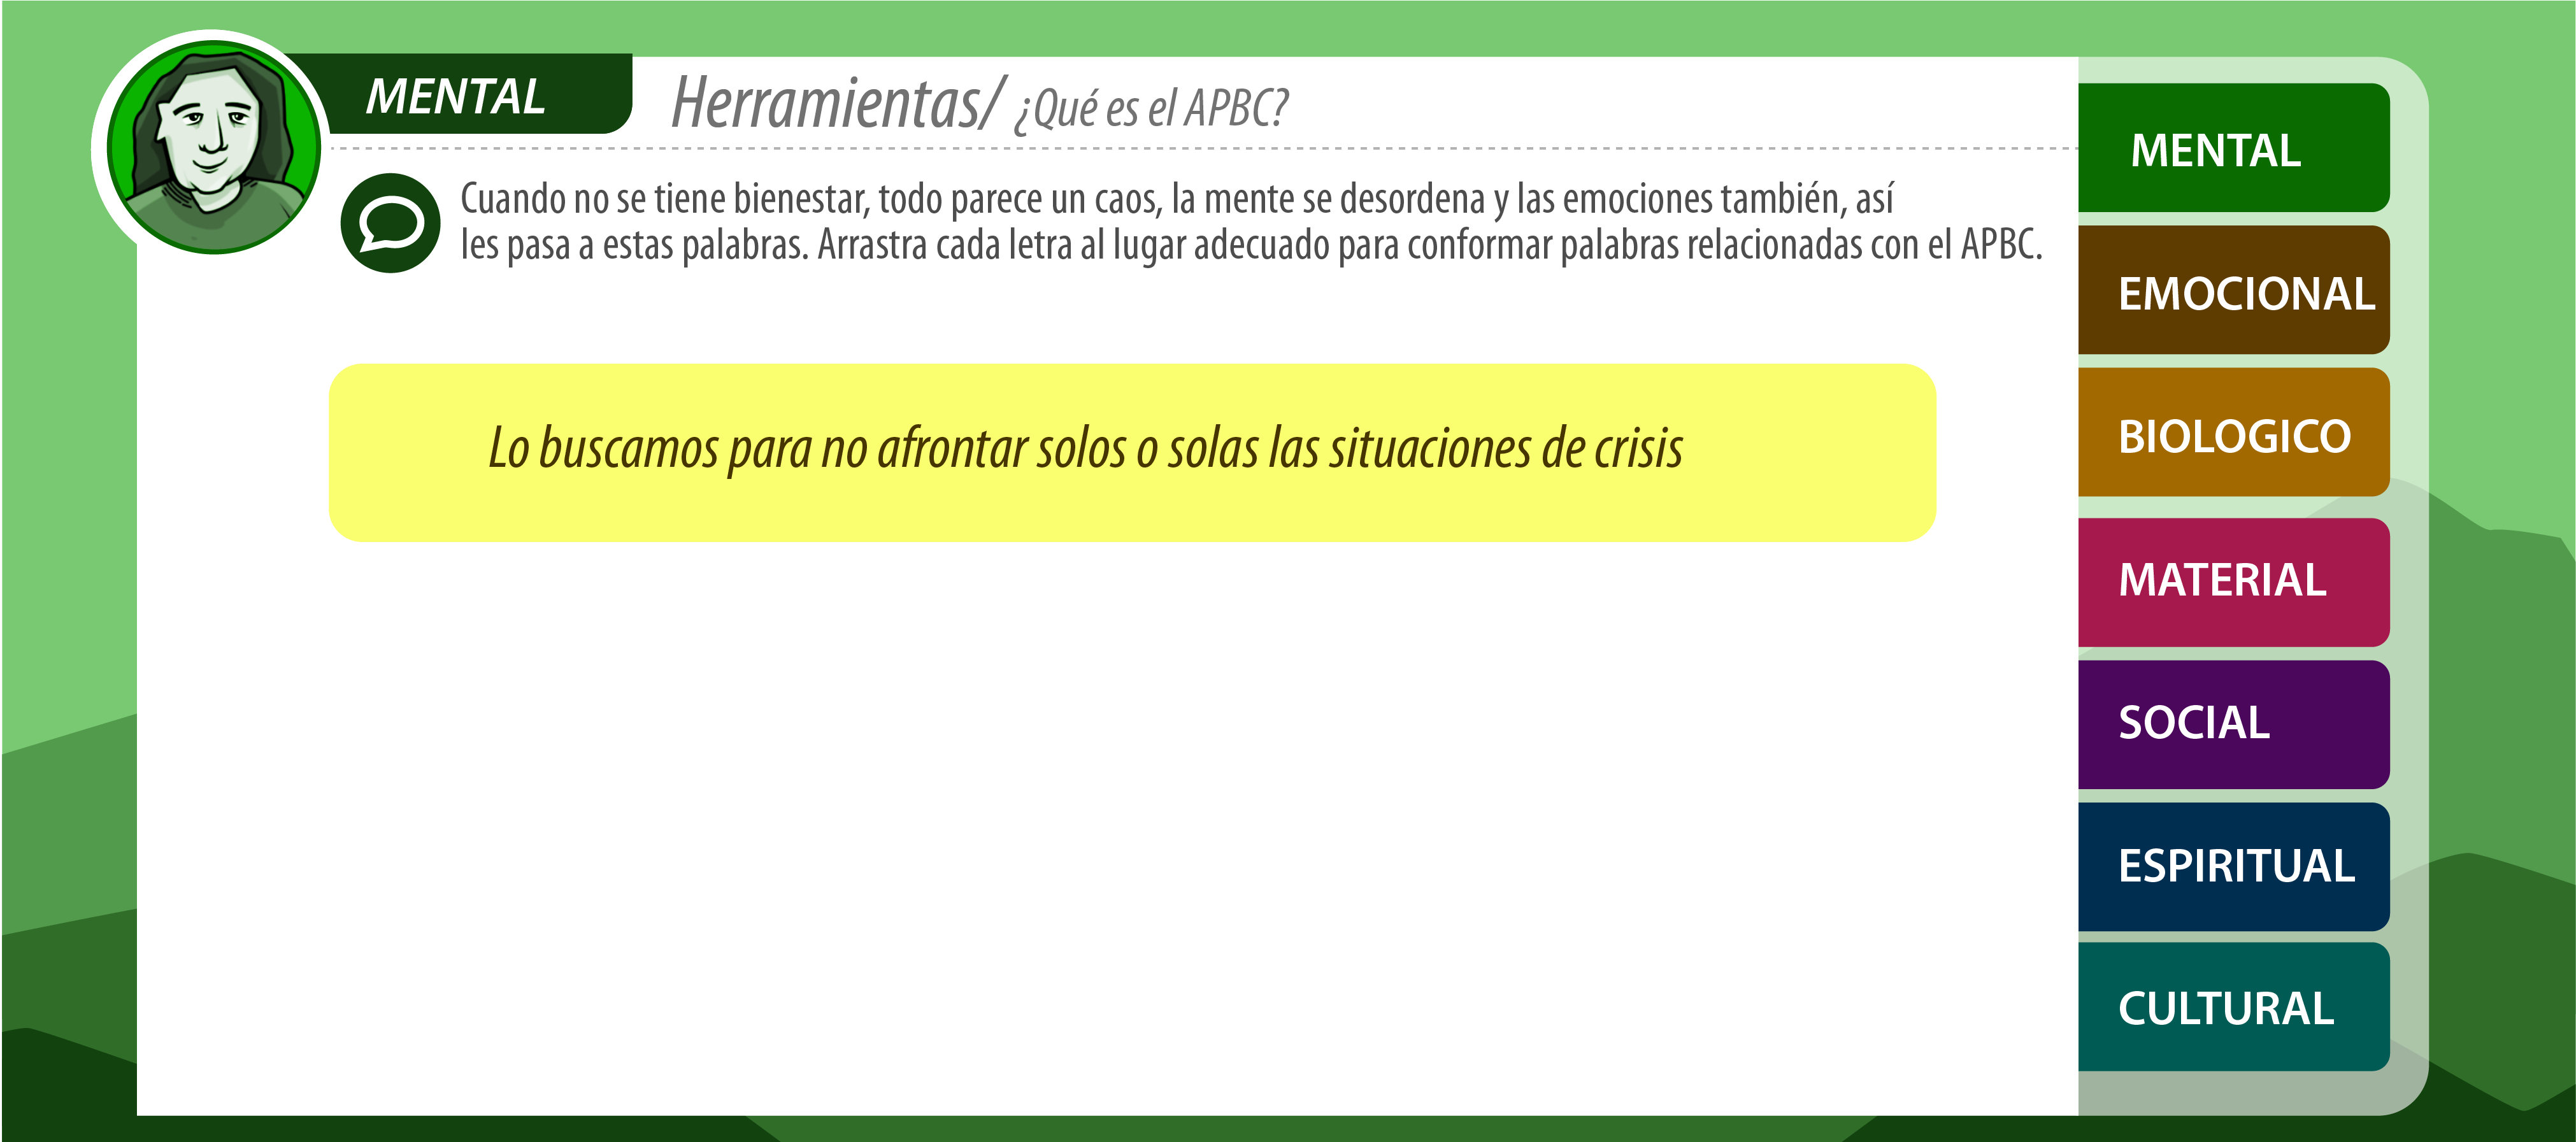 MENTAL
Herramientas/ ¿Qué es el APBC?
Cuando no se tiene bienestar, todo parece un caos, la mente se desordena y las emociones también, así
les pasa a estas palabras. Arrastra cada letra al lugar adecuado para conformar palabras relacionadas con el APBC.
Lo buscamos para no afrontar solos o solas las situaciones de crisis
MENTAL
EMOCIONAL
BIOLOGICO
MATERIAL
SOCIAL
ESPIRITUAL
CULTURAL